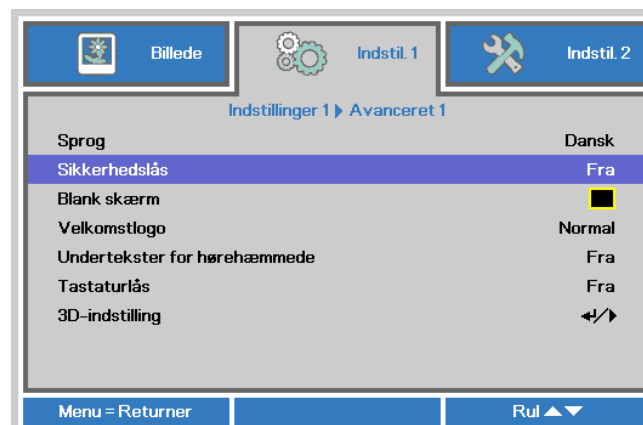 Billede Indstil. 1 Indstil. 2
Indstillinger 1 Avanceret 1
Sprog Dansk
Sikkerhedslås Fra
Blank skærm
Velkomstlogo Normal
Undertekster for hørehæmmede Fra
Tastaturlås Fra
3D-indstilling
Menu = Returner Rul